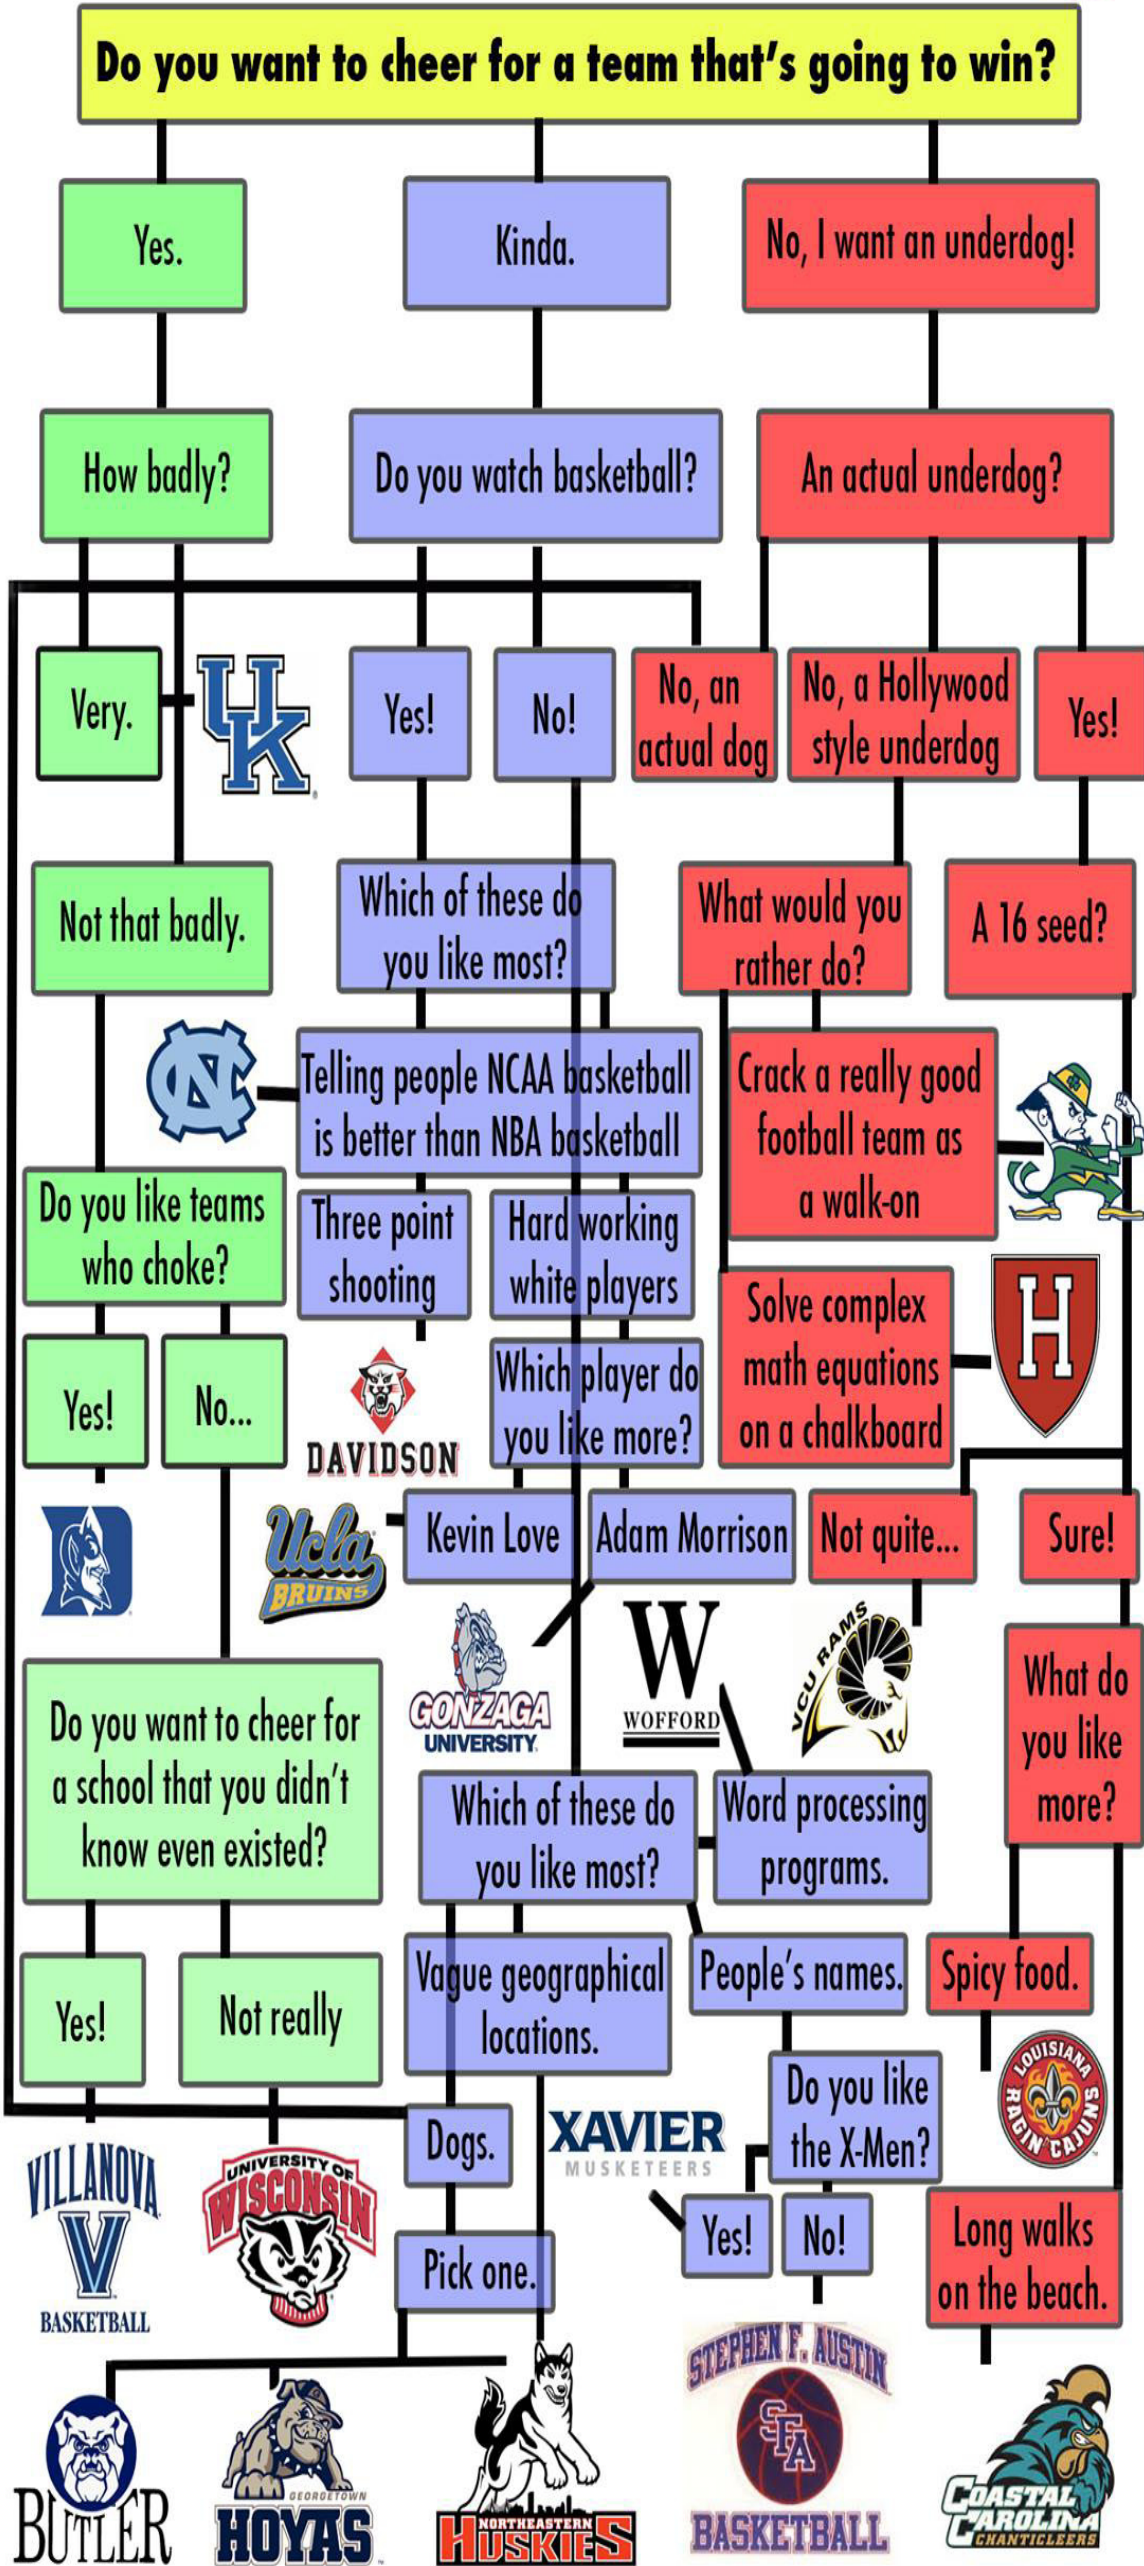 Do you want to cheer for a team that's going to win?
Yes.
Kinda.
No, I want an underdog!
How badly?
Do you watch basketball?
An actual underdog?
Very.
UK
Yes!
No!
No, an
actual dog
No, a Hollywood
style underdog
Yes!
Not that badly.
Which of these do
you like most?
What would you
rather do?
A 16 seed?
NC
Telling people NCAA basketball
is better than NBA basketball
Crack a really good
football team as
a walk-on
Do you like teams
who choke?
Three point
shooting
Hard working
white players
Solve complex
math equations
on a chalkboard
H
Yes!
No...
DAVIDSON
Which player do
you like more?
D
Ucla
BRUINS
Kevin Love
Adam Morrison
Not quite...
Sure!
Do you want to cheer for
a school that you didn't
know even existed?
GONZAGA
UNIVERSITY
W
WOFFORD
VCU RAMS
What do
you like
more?
Which of these do
you like most?
Word processing
programs.
Yes!
Not really
Vague geographical
locations.
People's names.
Spicy food.
LOUISIANA
RAGIN' CAJUNS
Do you like
the X-Men?
Dogs.
XAVIER
MUSKETEERS
VILLANOVA
V
BASKETBALL
UNIVERSITY OF
WISCONSIN
Pick one.
Yes!
No!
Long walks
on the beach.
BUTLER
GEORGETOWN
HOYAS
NORTHEASTERN
HUSKIES
STEPHEN F. AUSTIN
SFA
BASKETBALL
COASTAL
CAROLINA
CHANTICLEERS